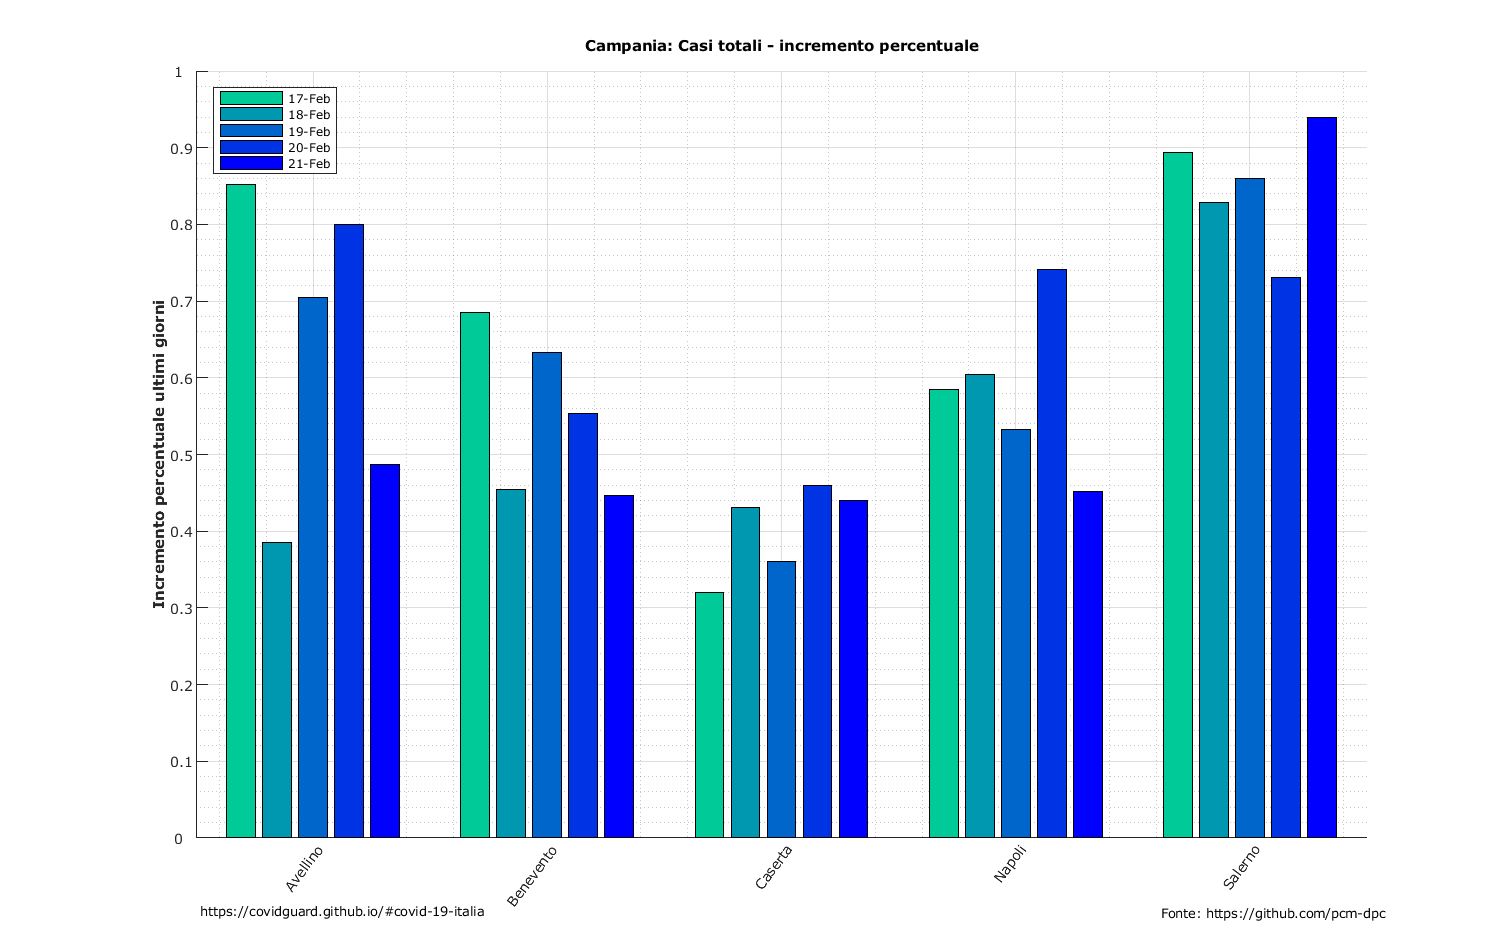 Campania: Casi totali - incremento percentuale
1
0.9
0.8
0.7
0.6
0.5
0.4
0.3
0.2
0.1
0
Incremento percentuale ultimi giorni
17-Feb
18-Feb
19-Feb
20-Feb
21-Feb
Avellino
Benevento
Caserta
Napoli
Salerno
https://covidguard.github.io/#covid-19-italia
Fonte: https://github.com/pcm-dpc